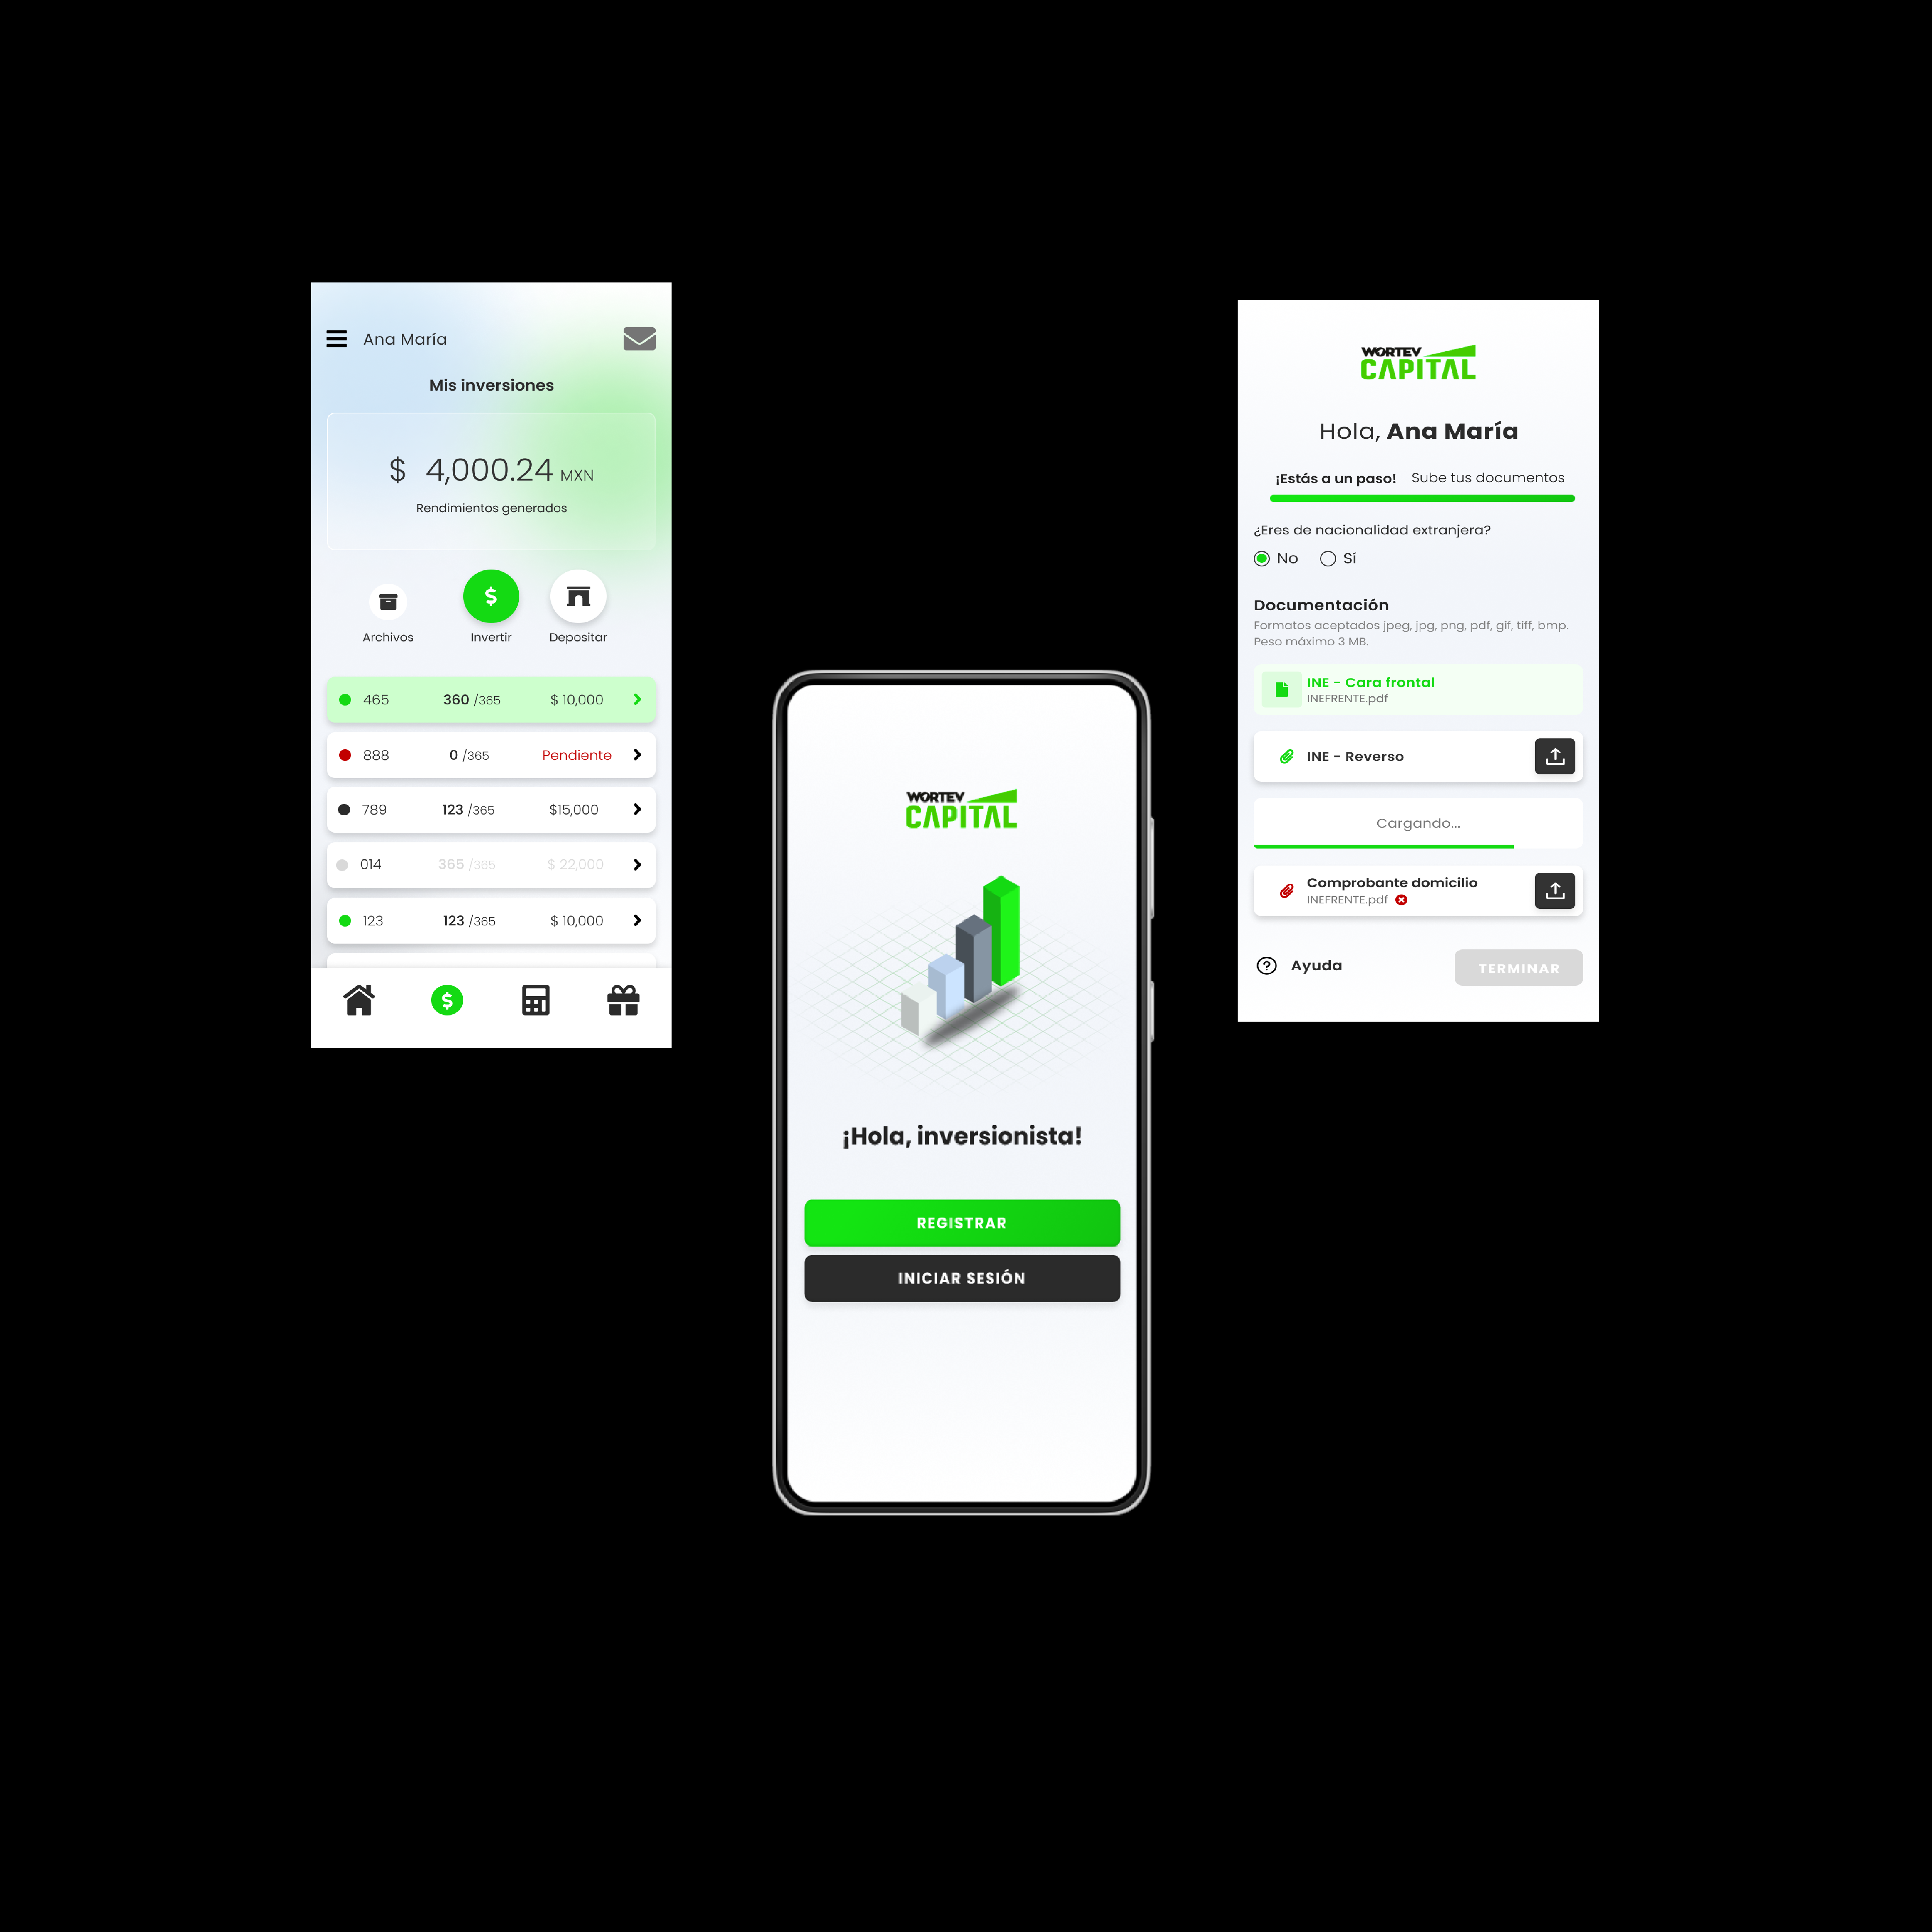 Ana María
Mis inversiones
$ 4,000.24 MXN
Rendimientos generados
Archivos Invertir Depositar
465 360 /365 $ 10,000
888 0 /365 Pendiente
789 123 /365 $15,000
014 365 /365 $ 22,000
123 123 /365 $ 10,000
WORTEV
CAPITAL
¡Hola, inversionista!
REGISTRAR
INICIAR SESIÓN
WORTEV
CAPITAL
Hola, Ana María
¡Estás a un paso! Sube tus documentos
¿Eres de nacionalidad extranjera?
No Sí
Documentación
Formatos aceptados jpeg, jpg, png, pdf, gif, tiff, bmp.
Peso máximo 3 MB.
INE - Cara frontal
INEFRENTE.pdf
INE - Reverso
Cargando...
Comprobante domicilio
INEFRENTE.pdf
Ayuda TERMINAR